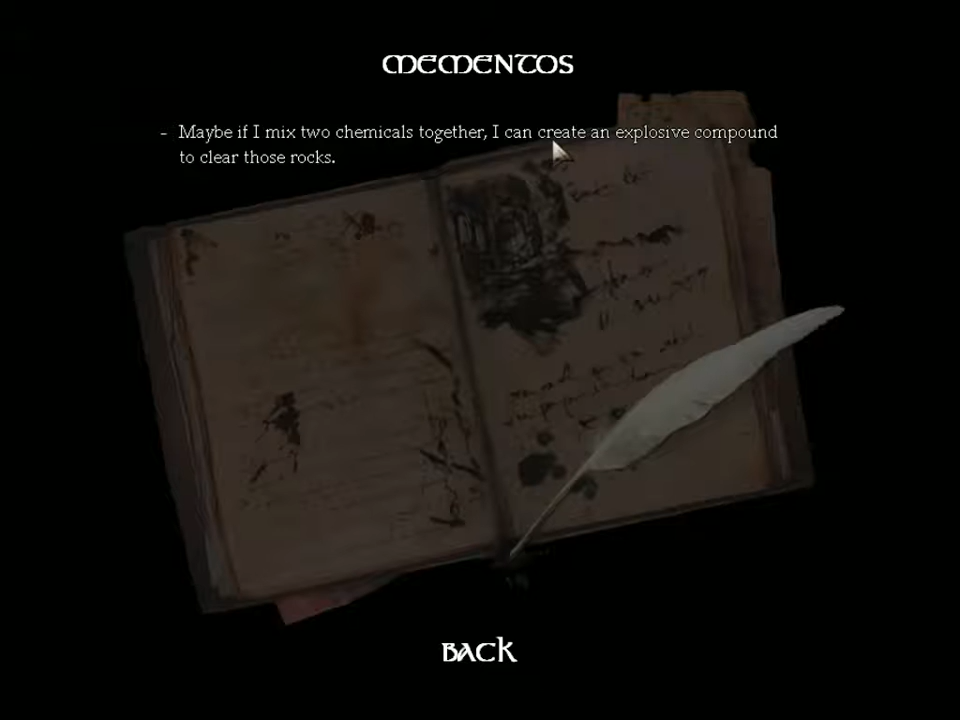 MEMENTOS
- Maybe if I mix two chemicals together, I can create an explosive compound
to clear those rocks.
BACK